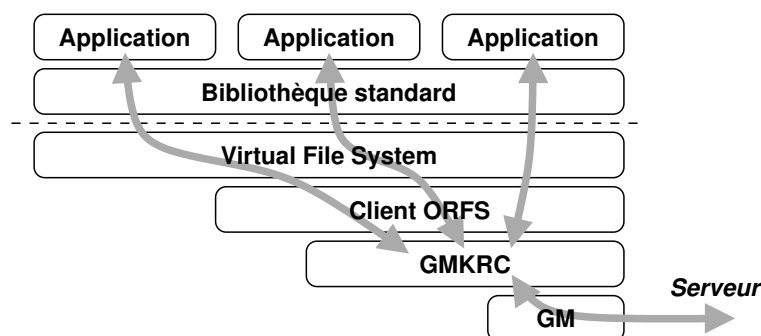 Application Application Application
Bibliothèque standard
Virtual File System
Client ORFS
GMKRC
Serveur
GM